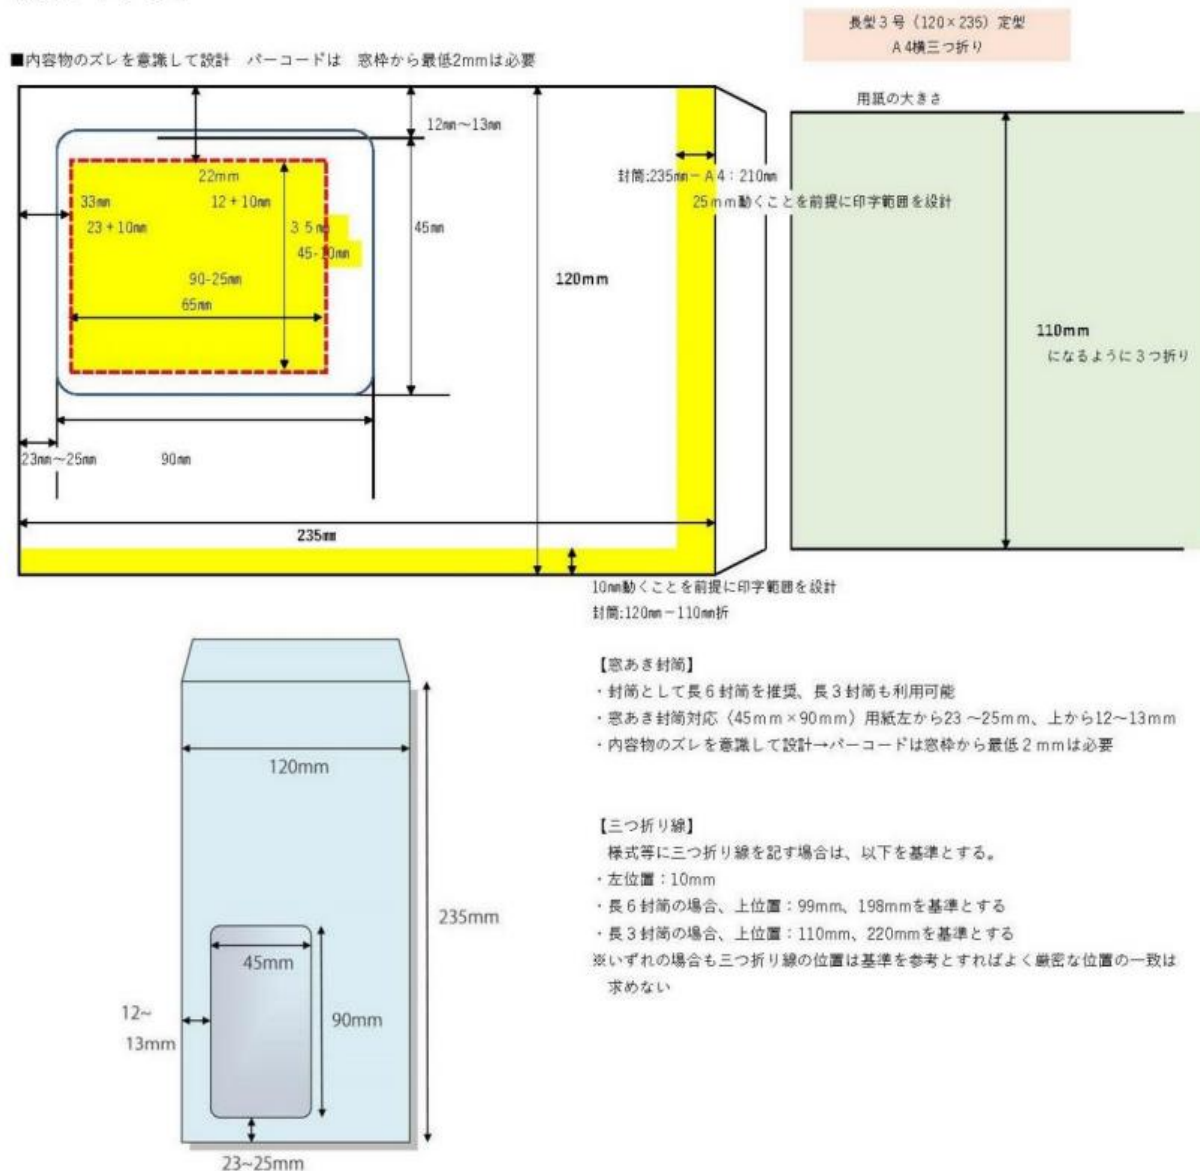 長型3号（120×235）定型
A4横三つ折り
■内容物のズレを意識して設計　バーコードは　窓枠から最低2mmは必要
用紙の大きさ
12mm～13mm
封筒:235mm－A4：210mm
25mm動くことを前提に印字範囲を設計
22mm
12＋10mm
33mm
23＋10mm
35mm
45-10mm
45mm
90-25mm
65mm
120mm
110mm
になるように3つ折り
23mm～25mm
90mm
235mm
10mm動くことを前提に印字範囲を設計
封筒:120mm－110mm折
【窓あき封筒】
・封筒として長6封筒を推奨、長3封筒も利用可能
・窓あき封筒対応（45mm×90mm）用紙左から23～25mm、上から12～13mm
・内容物のズレを意識して設計→バーコードは窓枠から最低2mmは必要
【三つ折り線】
様式等に三つ折り線を記す場合は、以下を基準とする。
・左位置：10mm
・長6封筒の場合、上位置：99mm、198mmを基準とする
・長3封筒の場合、上位置：110mm、220mmを基準とする
※いずれの場合も三つ折り線の位置は基準を参考とすればよく厳密な位置の一致は
求めない
120mm
235mm
45mm
90mm
12~
13mm
23~25mm